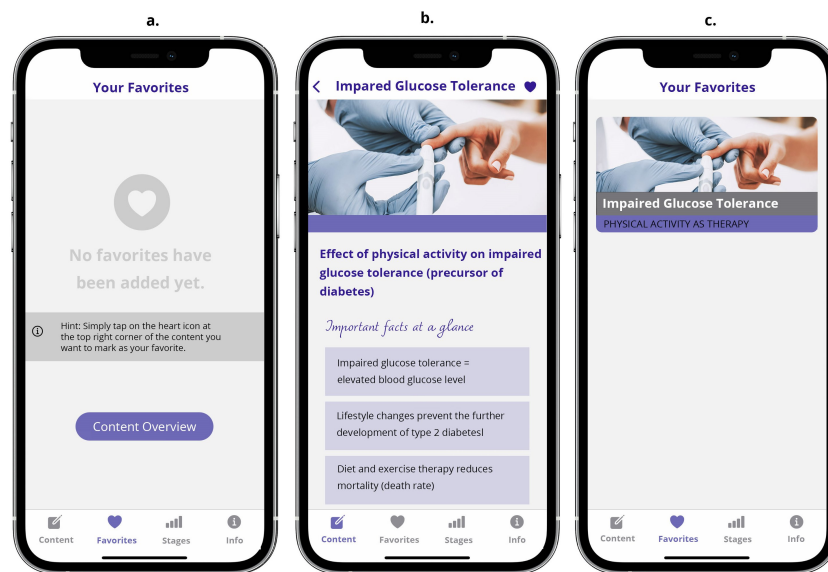 a.
Your Favorites
No favorites have
been added yet.
Hint: Simply tap on the heart icon at
the top right corner of the content you
want to mark as your favorite.
Content Overview
Content
Favorites
Stages
Info
b.
Impared Glucose Tolerance
Effect of physical activity on impaired
glucose tolerance (precursor of
diabetes)
Important facts at a glance
Impaired glucose tolerance =
elevated blood glucose level
Lifestyle changes prevent the further
development of type 2 diabetesl
Diet and exercise therapy reduces
mortality (death rate)
Content
Favorites
Stages
Info
c.
Your Favorites
Impaired Glucose Tolerance
PHYSICAL ACTIVITY AS THERAPY
Content
Favorites
Stages
Info